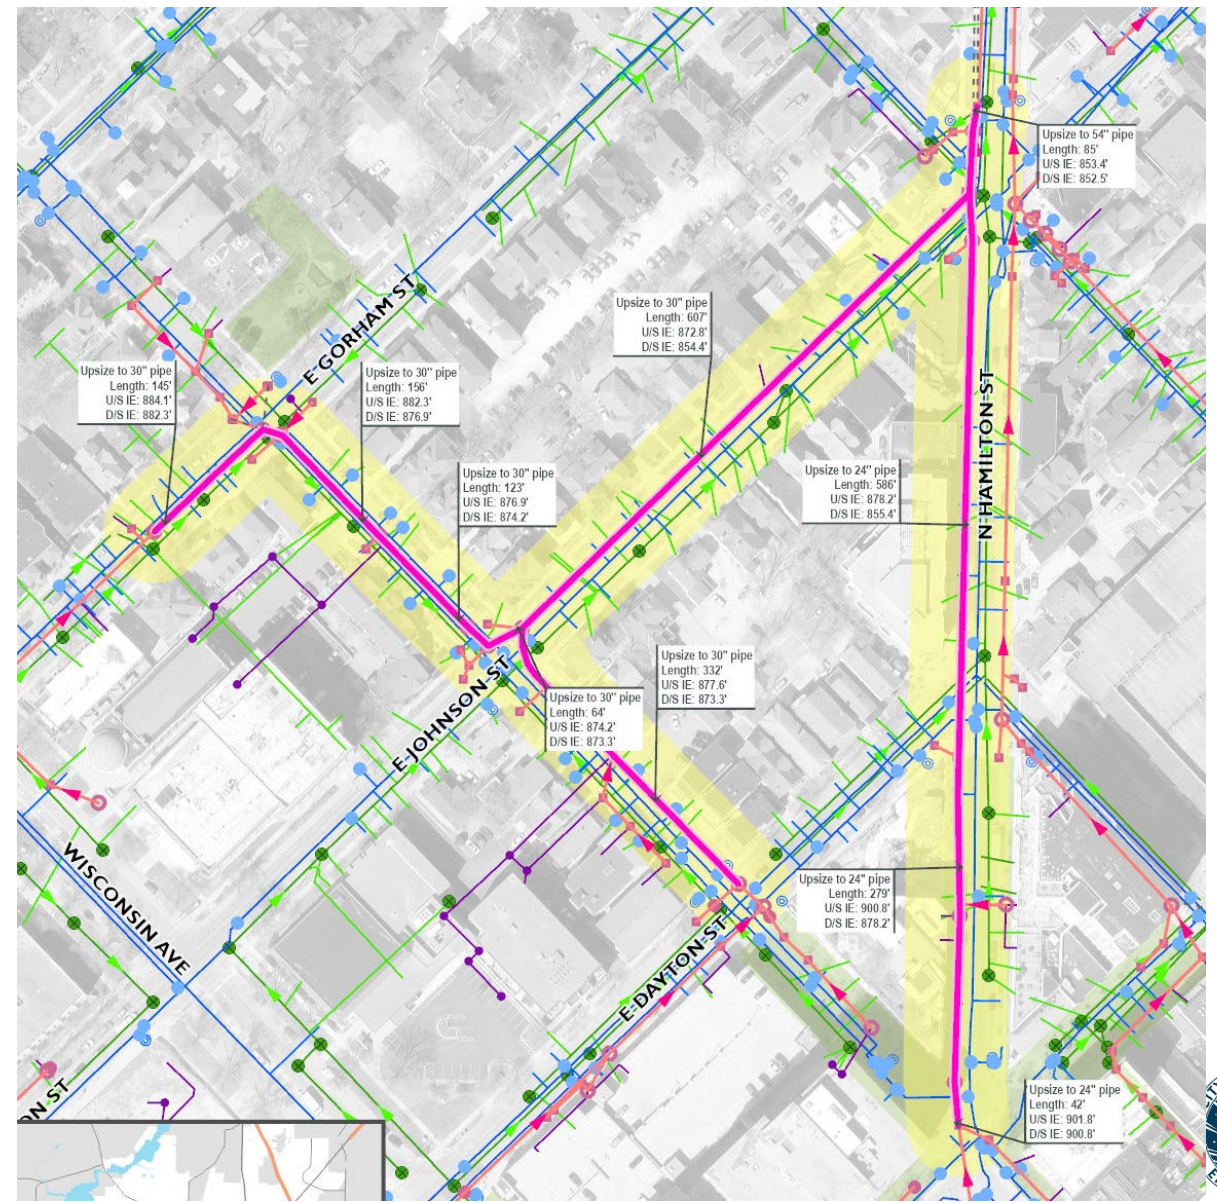 Upsize to 54" pipe
Length: 85'
U/S IE: 853.4'
D/S IE: 852.5'
E GORHAM ST
Upsize to 30" pipe
Length: 607'
U/S IE: 872.8'
D/S IE: 854.4'
Upsize to 30" pipe
Length: 145'
U/S IE: 884.1'
D/S IE: 882.3'
Upsize to 30" pipe
Length: 156'
U/S IE: 882.3'
D/S IE: 876.9'
N HAMILTON ST
Upsize to 30" pipe
Length: 123'
U/S IE: 876.9'
D/S IE: 874.2'
Upsize to 24" pipe
Length: 586'
U/S IE: 878.2'
D/S IE: 855.4'
Upsize to 30" pipe
Length: 332'
U/S IE: 877.6'
D/S IE: 873.3'
E JOHNSON ST
Upsize to 30" pipe
Length: 64'
U/S IE: 874.2'
D/S IE: 873.3'
WISCONSIN AVE
Upsize to 24" pipe
Length: 279'
U/S IE: 900.8'
D/S IE: 878.2'
E DAYTON ST
ON ST
Upsize to 24" pipe
Length: 42'
U/S IE: 901.8'
D/S IE: 900.8'